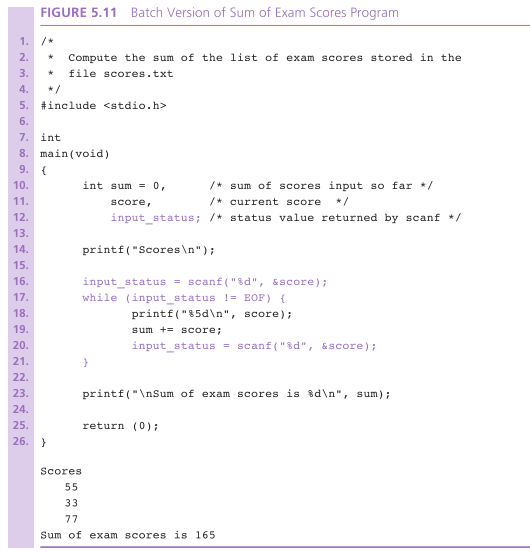 FIGURE 5.11 Batch Version of Sum of Exam Scores Program
1. /*
2.  *  Compute the sum of the list of exam scores stored in the
3.  *  file scores.txt
4.  */
5. #include <stdio.h>
6.
7. int
8. main(void)
9. {
10.       int sum = 0,      /* sum of scores input so far */
11.           score,        /* current score  */
12.           input_status; /* status value returned by scanf */
13.
14.       printf("Scores\n");
15.
16.       input_status = scanf("%d", &score);
17.       while (input_status != EOF) {
18.              printf("%5d\n", score);
19.              sum += score;
20.              input_status = scanf("%d", &score);
21.       }
22.
23.       printf("\nSum of exam scores is %d\n", sum);
24.
25.       return (0);
26. }
Scores
   55
   33
   77
Sum of exam scores is 165